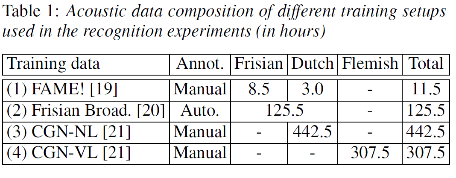 Table 1: Acoustic data composition of different training setups
used in the recognition experiments (in hours)
Training data Annot. Frisian Dutch Flemish Total
(1) FAME! [19] Manual 8.5 3.0 - 11.5
(2) Frisian Broad. [20] Auto. 125.5 - 125.5
(3) CGN-NL [21] Manual - 442.5 - 442.5
(4) CGN-VL [21] Manual - - 307.5 307.5